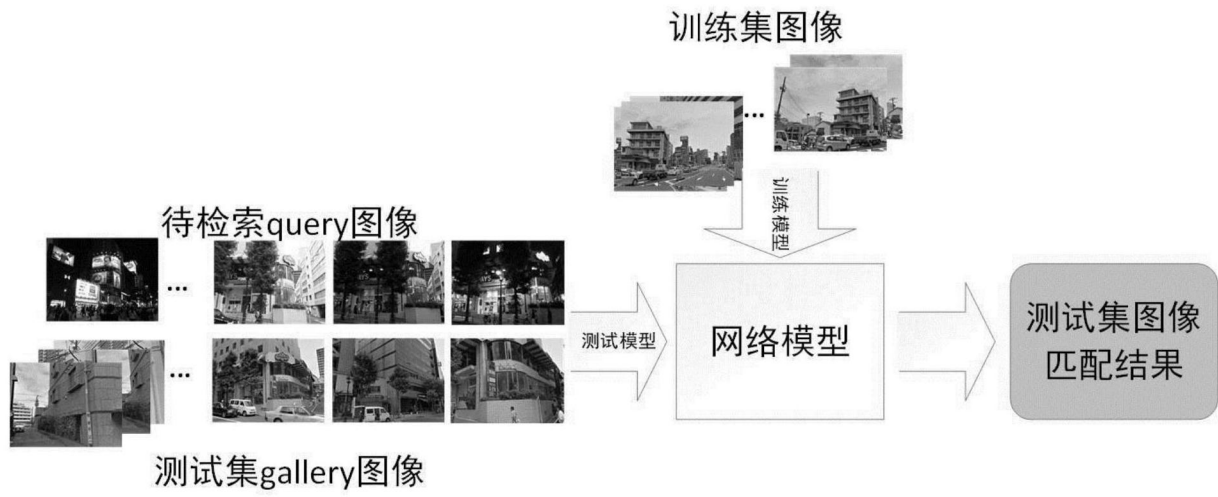 训练集图像
...
训练模型
待检索query图像
...
...
测试集gallery图像
测试模型
网络模型
测试集图像
匹配结果